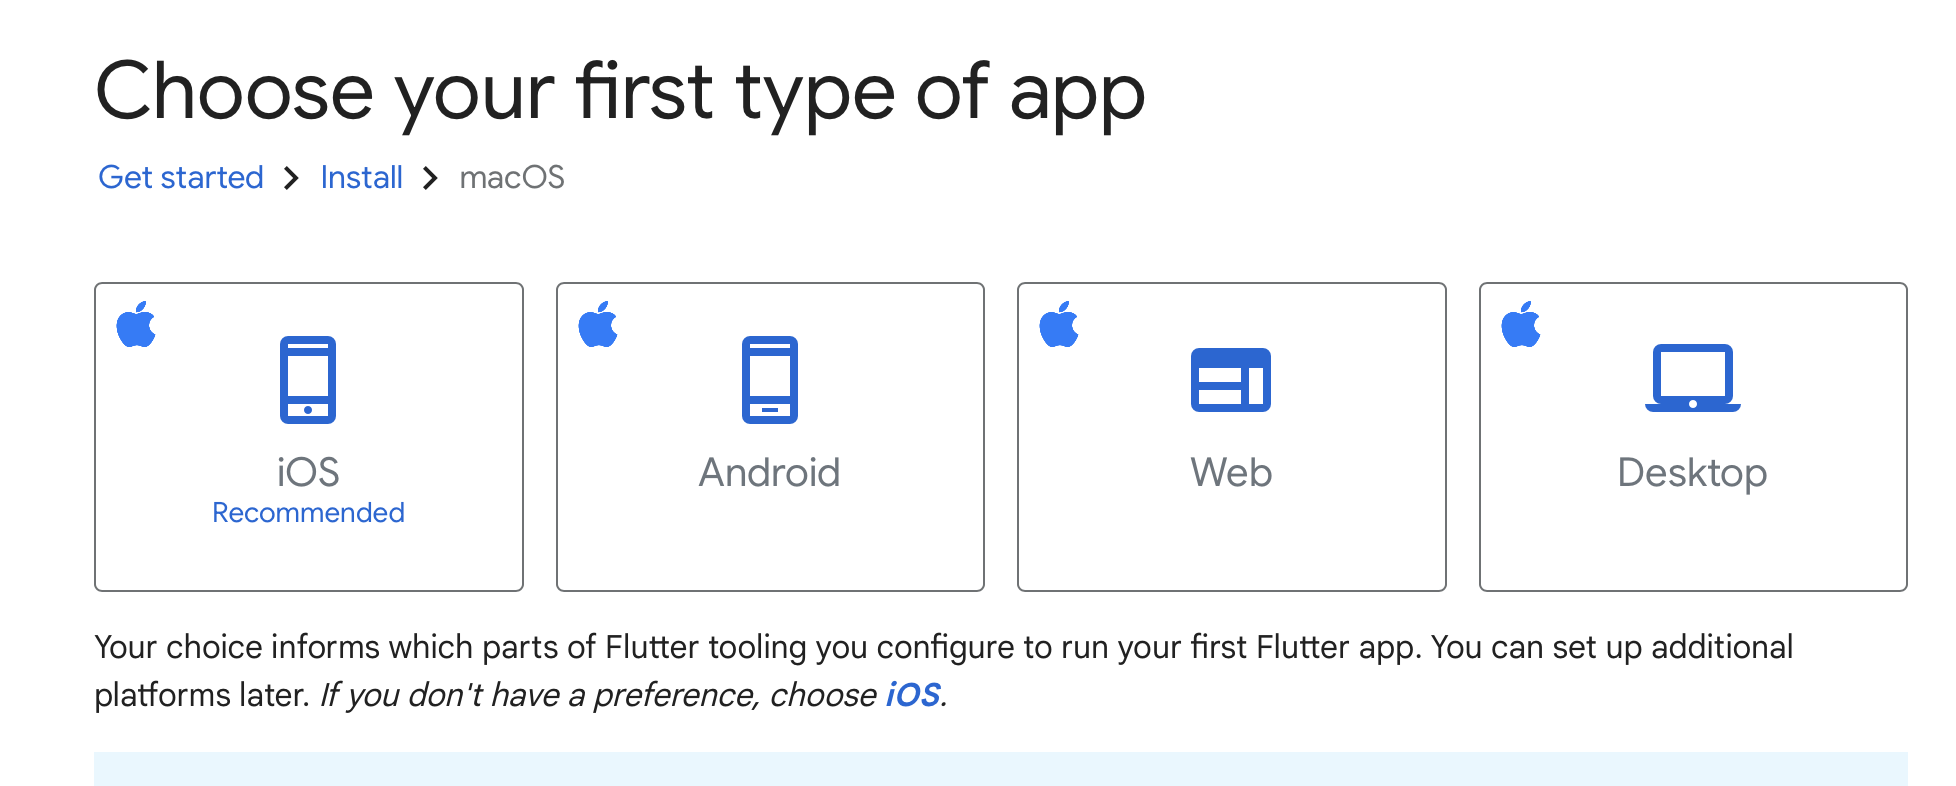 Choose your first type of app
Get started > Install > macOS
iOS
Recommended
Android
Web
Desktop
Your choice informs which parts of Flutter tooling you configure to run your first Flutter app. You can set up additional
platforms later. If you don't have a preference, choose iOS.